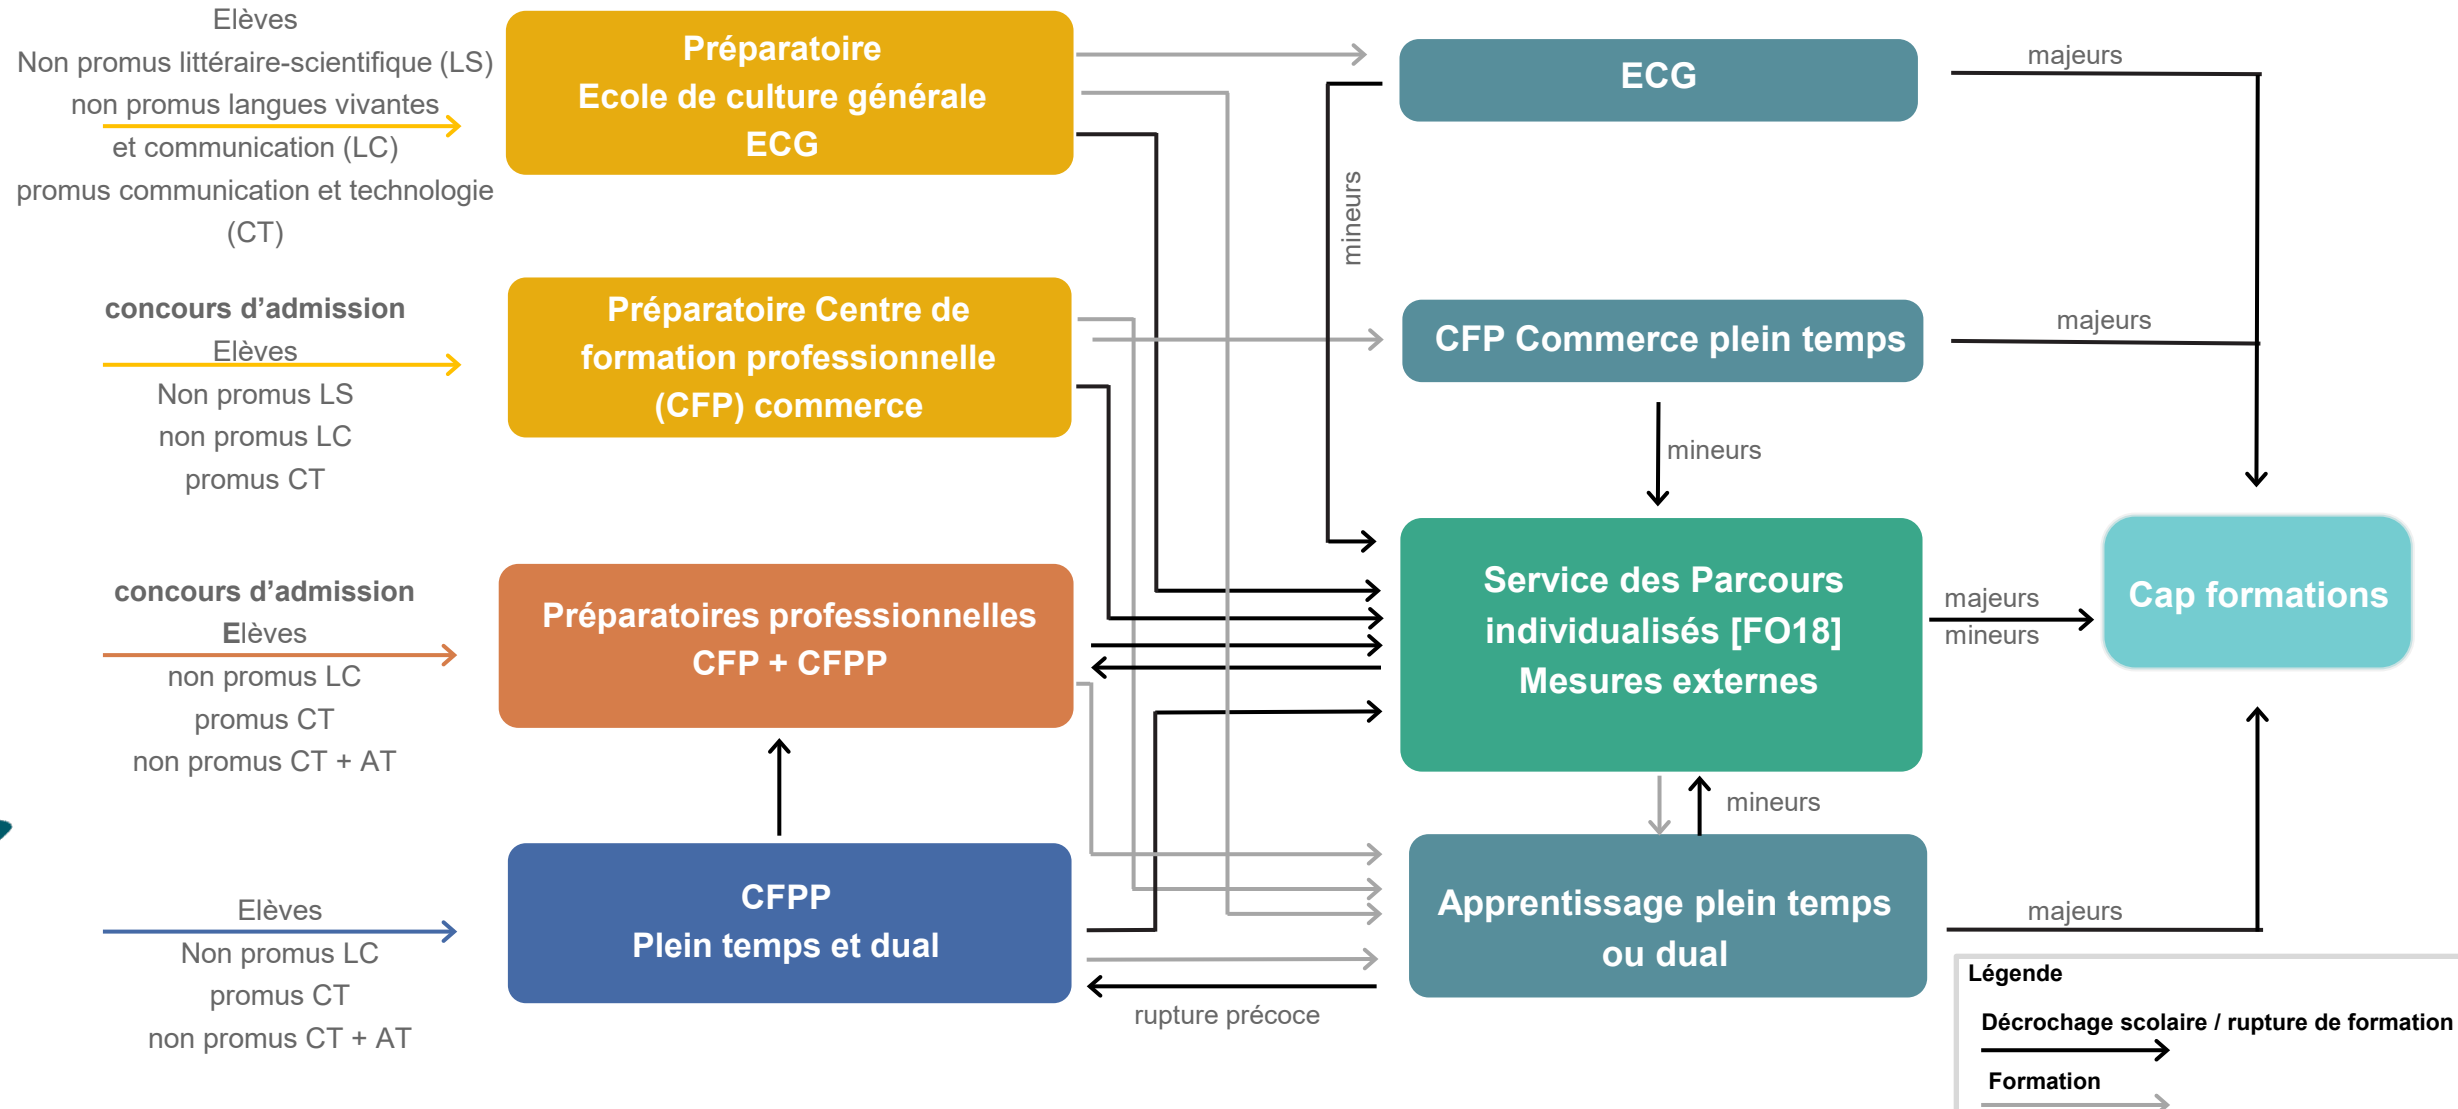 Elèves
Non promus littéraire-scientifique (LS)
non promus langues vivantes
et communication (LC)
promus communication et technologie
(CT)
Préparatoire
Ecole de culture générale
ECG
ECG
majeurs
mineurs
concours d'admission
Elèves
Non promus LS
non promus LC
promus CT
Préparatoire Centre de
formation professionnelle
(CFP) commerce
CFP Commerce plein temps
majeurs
mineurs
concours d'admission
Elèves
non promus LC
promus CT
non promus CT + AT
Préparatoires professionnelles
CFP + CFPP
Service des Parcours
individualisés [FO18]
Mesures externes
majeurs
mineurs
Cap formations
mineurs
Elèves
Non promus LC
promus CT
non promus CT + AT
CFPP
Plein temps et dual
rupture précoce
Apprentissage plein temps
ou dual
majeurs
Légende
Décrochage scolaire / rupture de formation
Formation